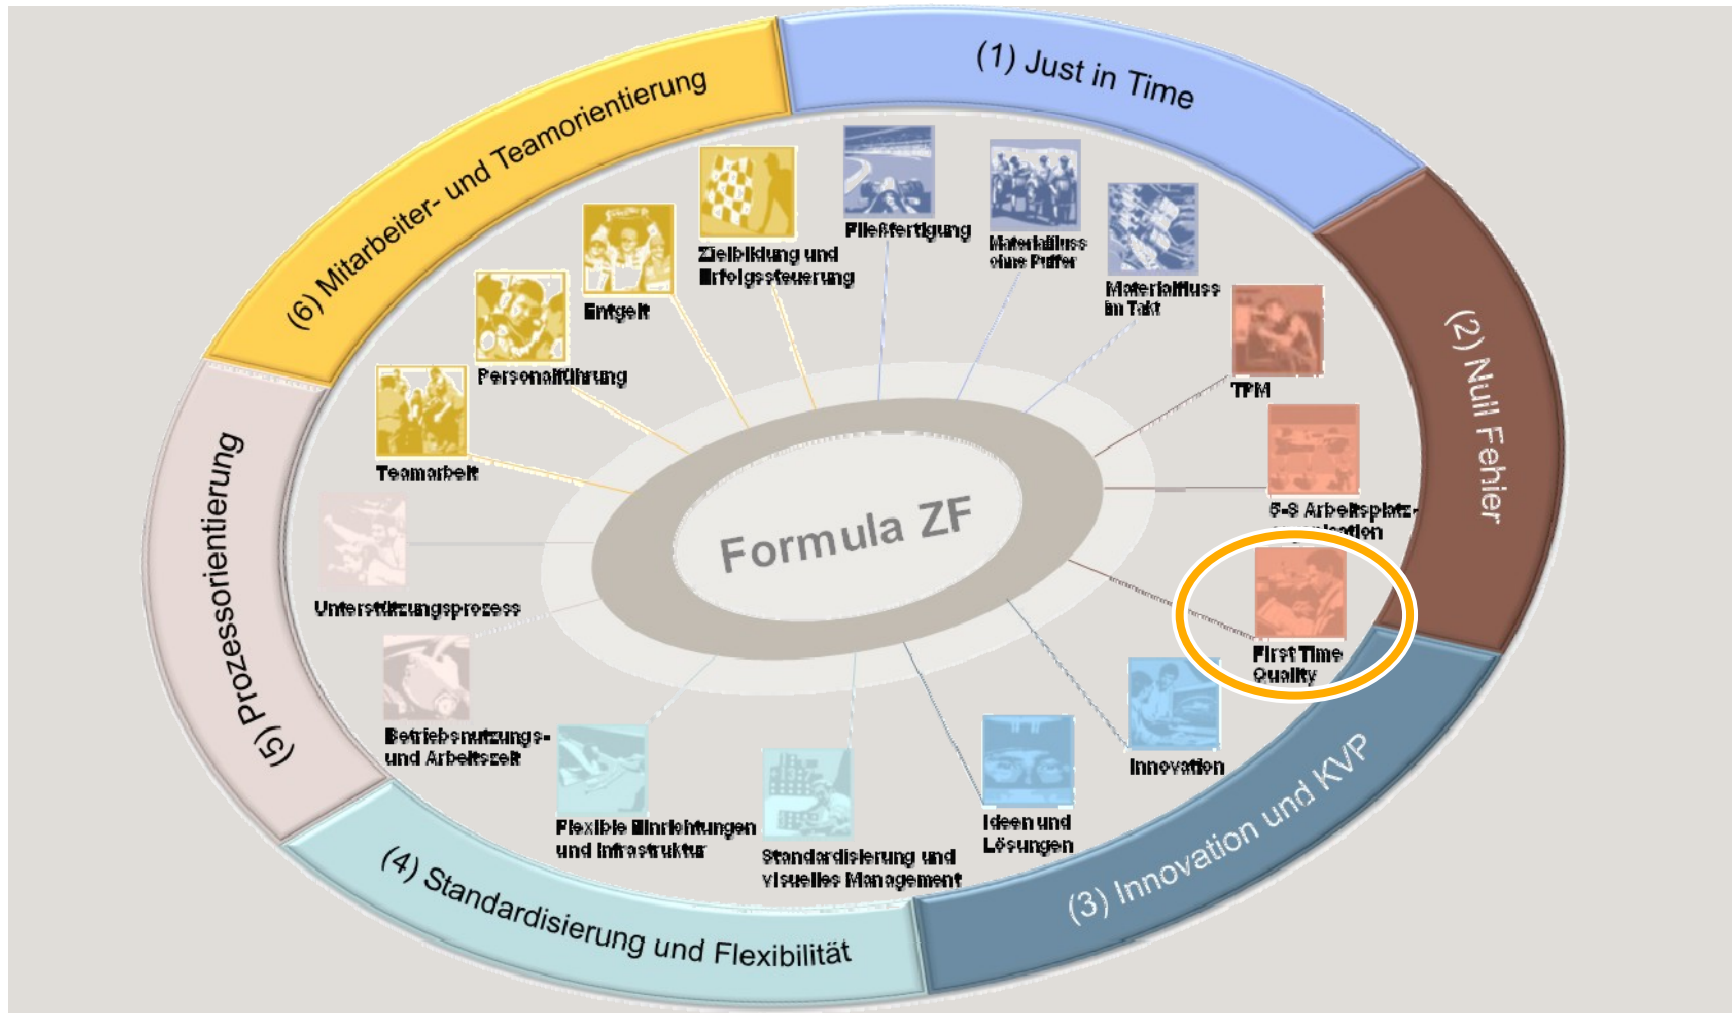 (1) Just in Time
(2) Null Fehler
(3) Innovation und KVP
(4) Standardisierung und Flexibilität
(5) Prozessorientierung
(6) Mitarbeiter- und Teamorientierung
Fließfertigung
Materialfluss
ohne Puffer
Materialfluss
im Takt
TPM
5-S Arbeitsplatz-
organisation
First Time
Quality
Innovation
Ideen und
Lösungen
Standardisierung und
visuelles Management
Flexible Einrichtungen
und Infrastruktur
Betriebsnutzungs-
und Arbeitszeit
Unterstützungsprozess
Teamarbeit
Personalführung
Entgelt
Zielbildung und
Erfolgssteuerung
Formula ZF